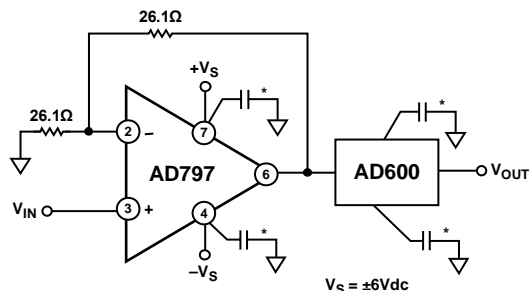 26.1Ω
+VS
*
*
26.1Ω
2
−
7
AD797
6
AD600
VOUT
VIN
3
+
4
*
*
−VS
VS = ±6Vdc